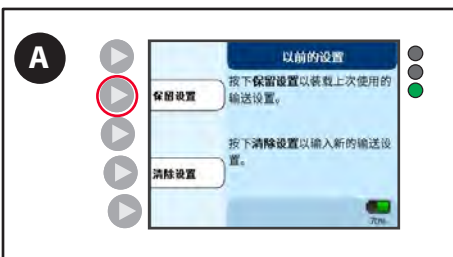 A
以前的设置
保留设置
按下保留设置以装载上次使用的
输送设置。
按下清除设置以输入新的输送设
置。
清除设置